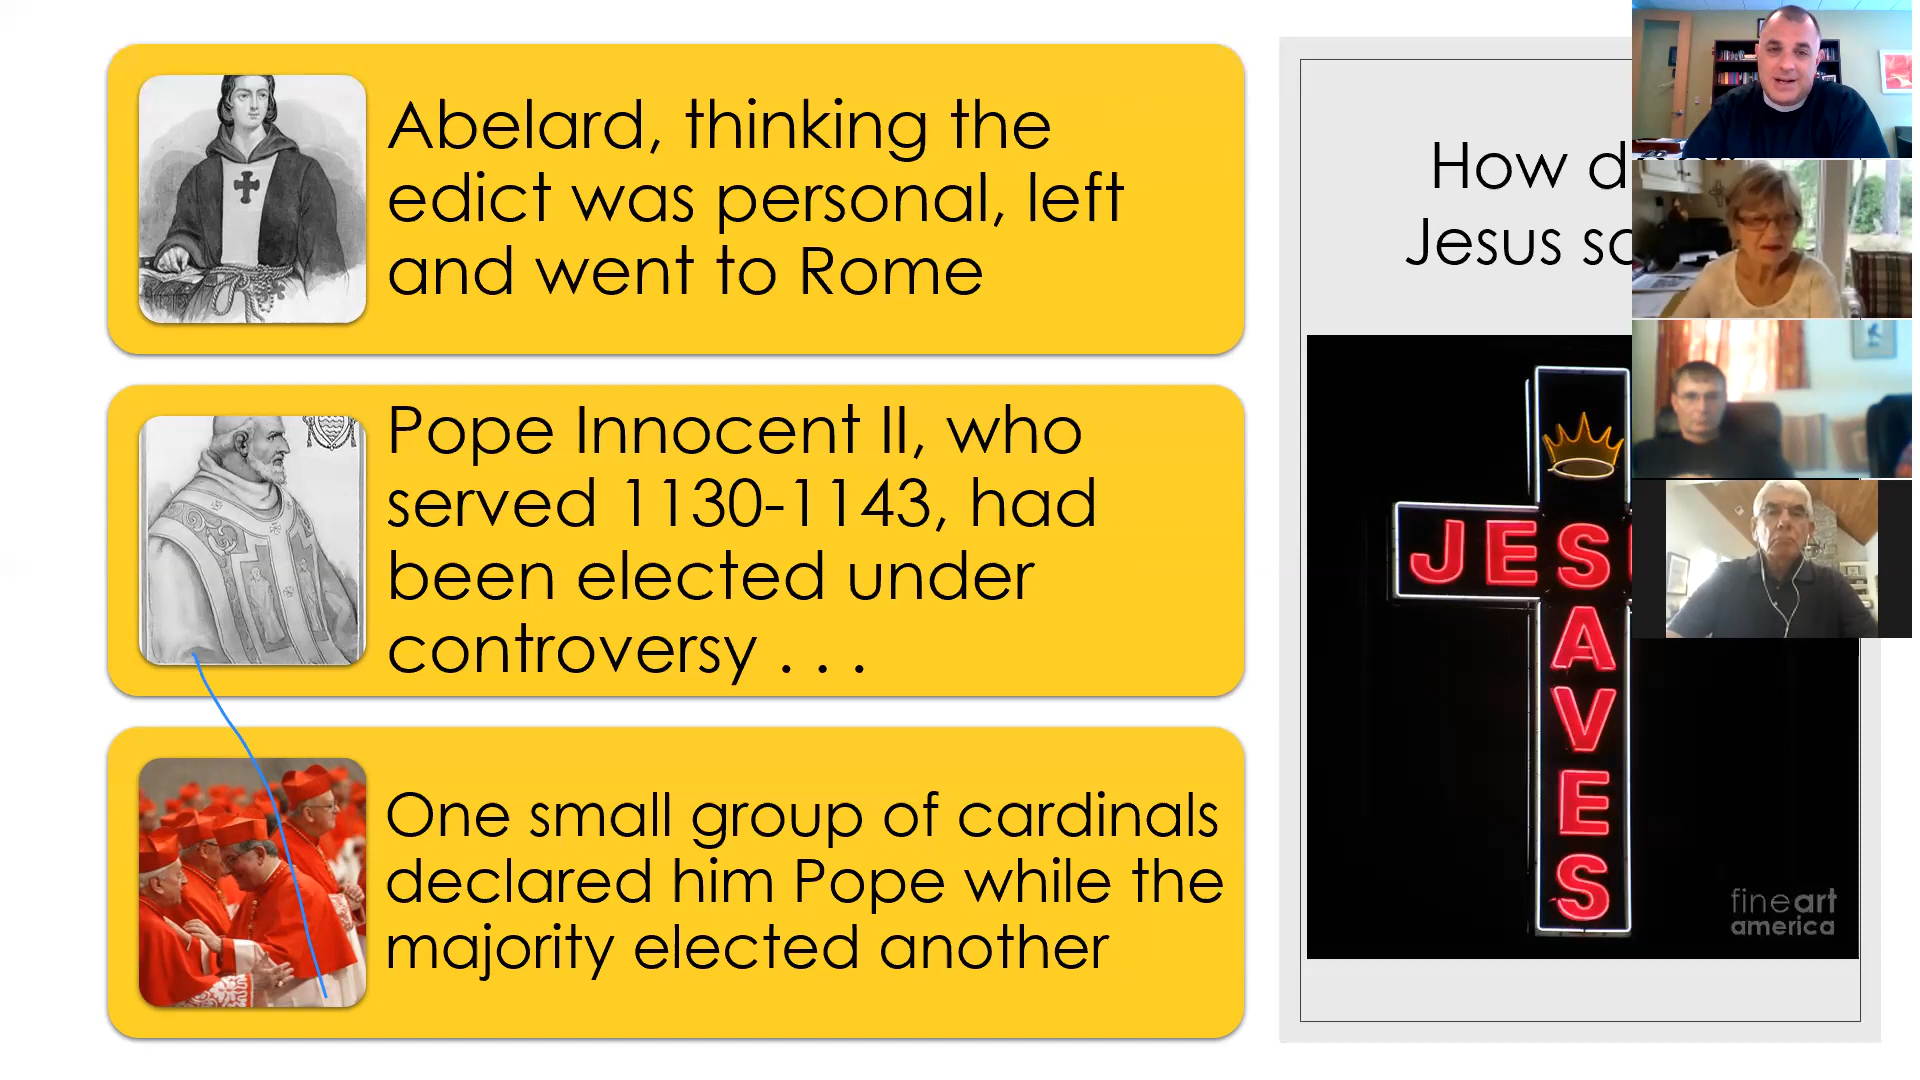 Abelard, thinking the
edict was personal, left
and went to Rome
Pope Innocent II, who
served 1130-1143, had
been elected under
controversy . . .
One small group of cardinals
declared him Pope while the
majority elected another
How
Jesus
JES
SAVES
fine art
america